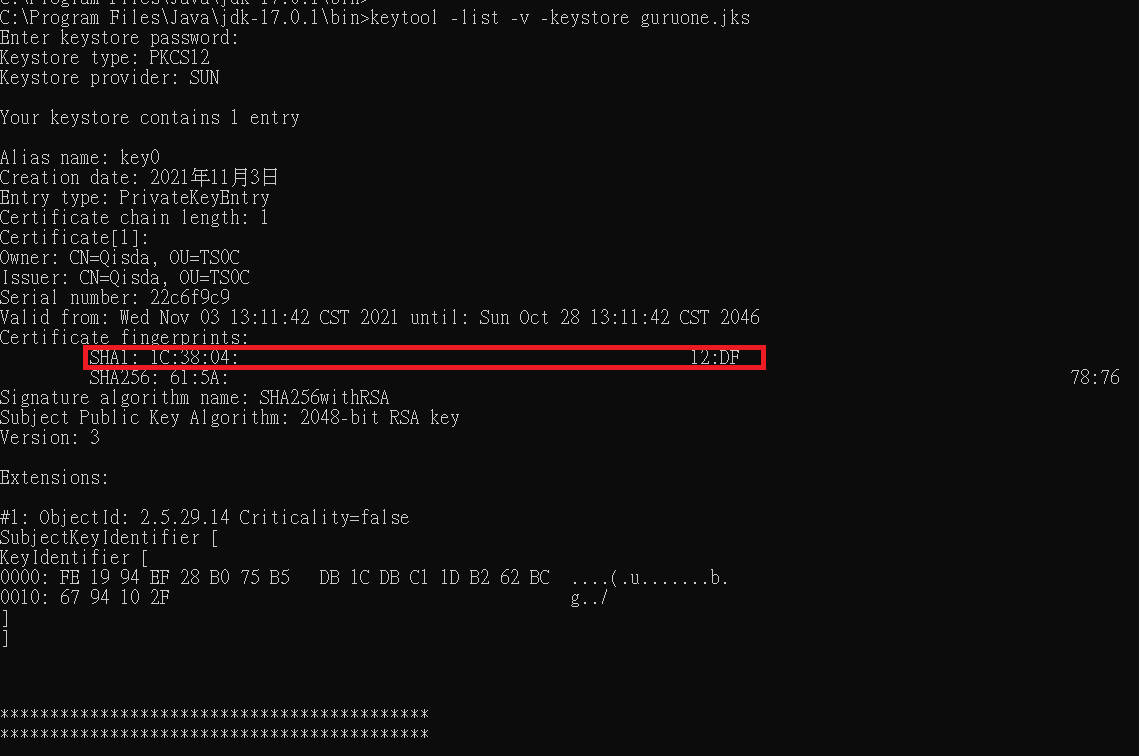 C:\Program Files\Java\jdk-17.0.1\bin>
C:\Program Files\Java\jdk-17.0.1\bin>keytool -list -v -keystore guruone.jks
Enter keystore password:
Keystore type: PKCS12
Keystore provider: SUN
Your keystore contains 1 entry
Alias name: key0
Creation date: 2021年11月3日
Entry type: PrivateKeyEntry
Certificate chain length: 1
Certificate[1]:
Owner: CN=Qisda, OU=TSOC
Issuer: CN=Qisda, OU=TSOC
Serial number: 22c6f9c9
Valid from: Wed Nov 03 13:11:42 CST 2021 until: Sun Oct 28 13:11:42 CST 2046
Certificate fingerprints:
SHA1: 1C:38:04: 12:DF
SHA256: 61:5A: 78:76
Signature algorithm name: SHA256withRSA
Subject Public Key Algorithm: 2048-bit RSA key
Version: 3
Extensions:
#1: ObjectId: 2.5.29.14 Criticality=false
SubjectKeyIdentifier [
KeyIdentifier [
0000: FE 19 94 EF 28 B0 75 B5 DB 1C DB C1 1D B2 62 BC ....(.u.......b.
0010: 67 94 10 2F g../
]
]
*******************************************
*******************************************